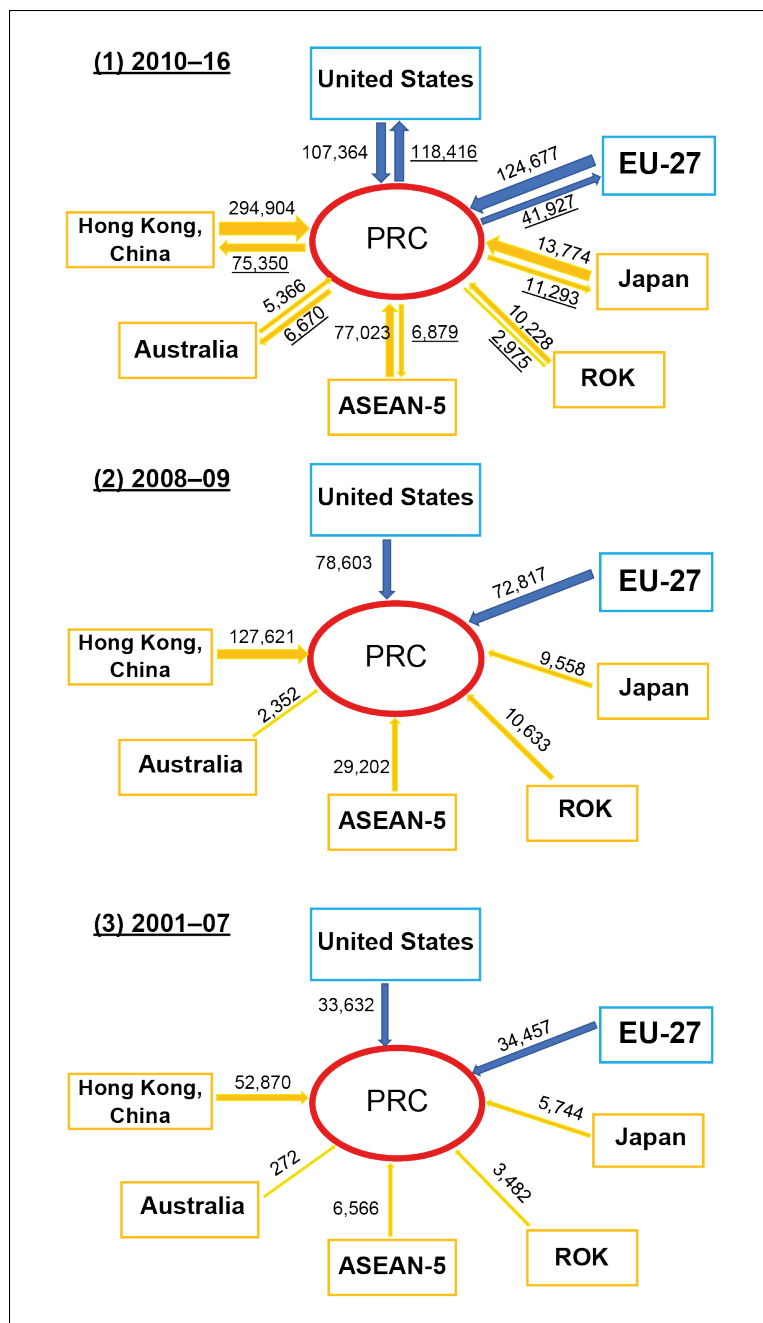 (1) 2010–16
United States
107,364
118,416
124,677
EU-27
41,927
Hong Kong,
China
294,904
75,350
PRC
13,774
Japan
11,293
5,366
6,670
Australia
77,023
6,879
ASEAN-5
10,228
2,975
ROK
(2) 2008–09
United States
78,603
72,817
EU-27
Hong Kong,
China
127,621
PRC
9,558
Japan
2,352
Australia
29,202
ASEAN-5
10,633
ROK
(3) 2001–07
United States
33,632
34,457
EU-27
Hong Kong,
China
52,870
PRC
5,744
Japan
272
Australia
6,566
ASEAN-5
3,482
ROK